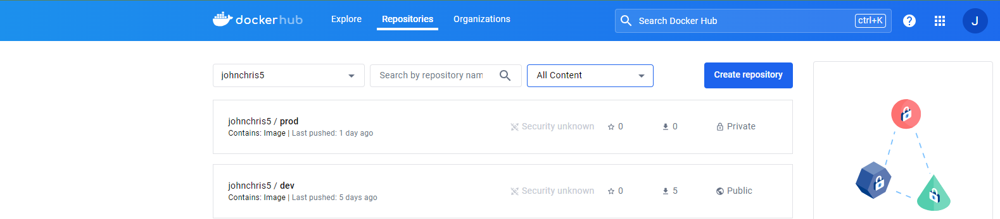 docker hub Explore Repositories Organizations Search Docker Hub ctrl+K ? J
johnchris5 Search by repository nam All Content Create repository
johnchris5 / prod Security unknown 0 0 Private
Contains: Image | Last pushed: 1 day ago
johnchris5 / dev Security unknown 0 5 Public
Contains: Image | Last pushed: 5 days ago